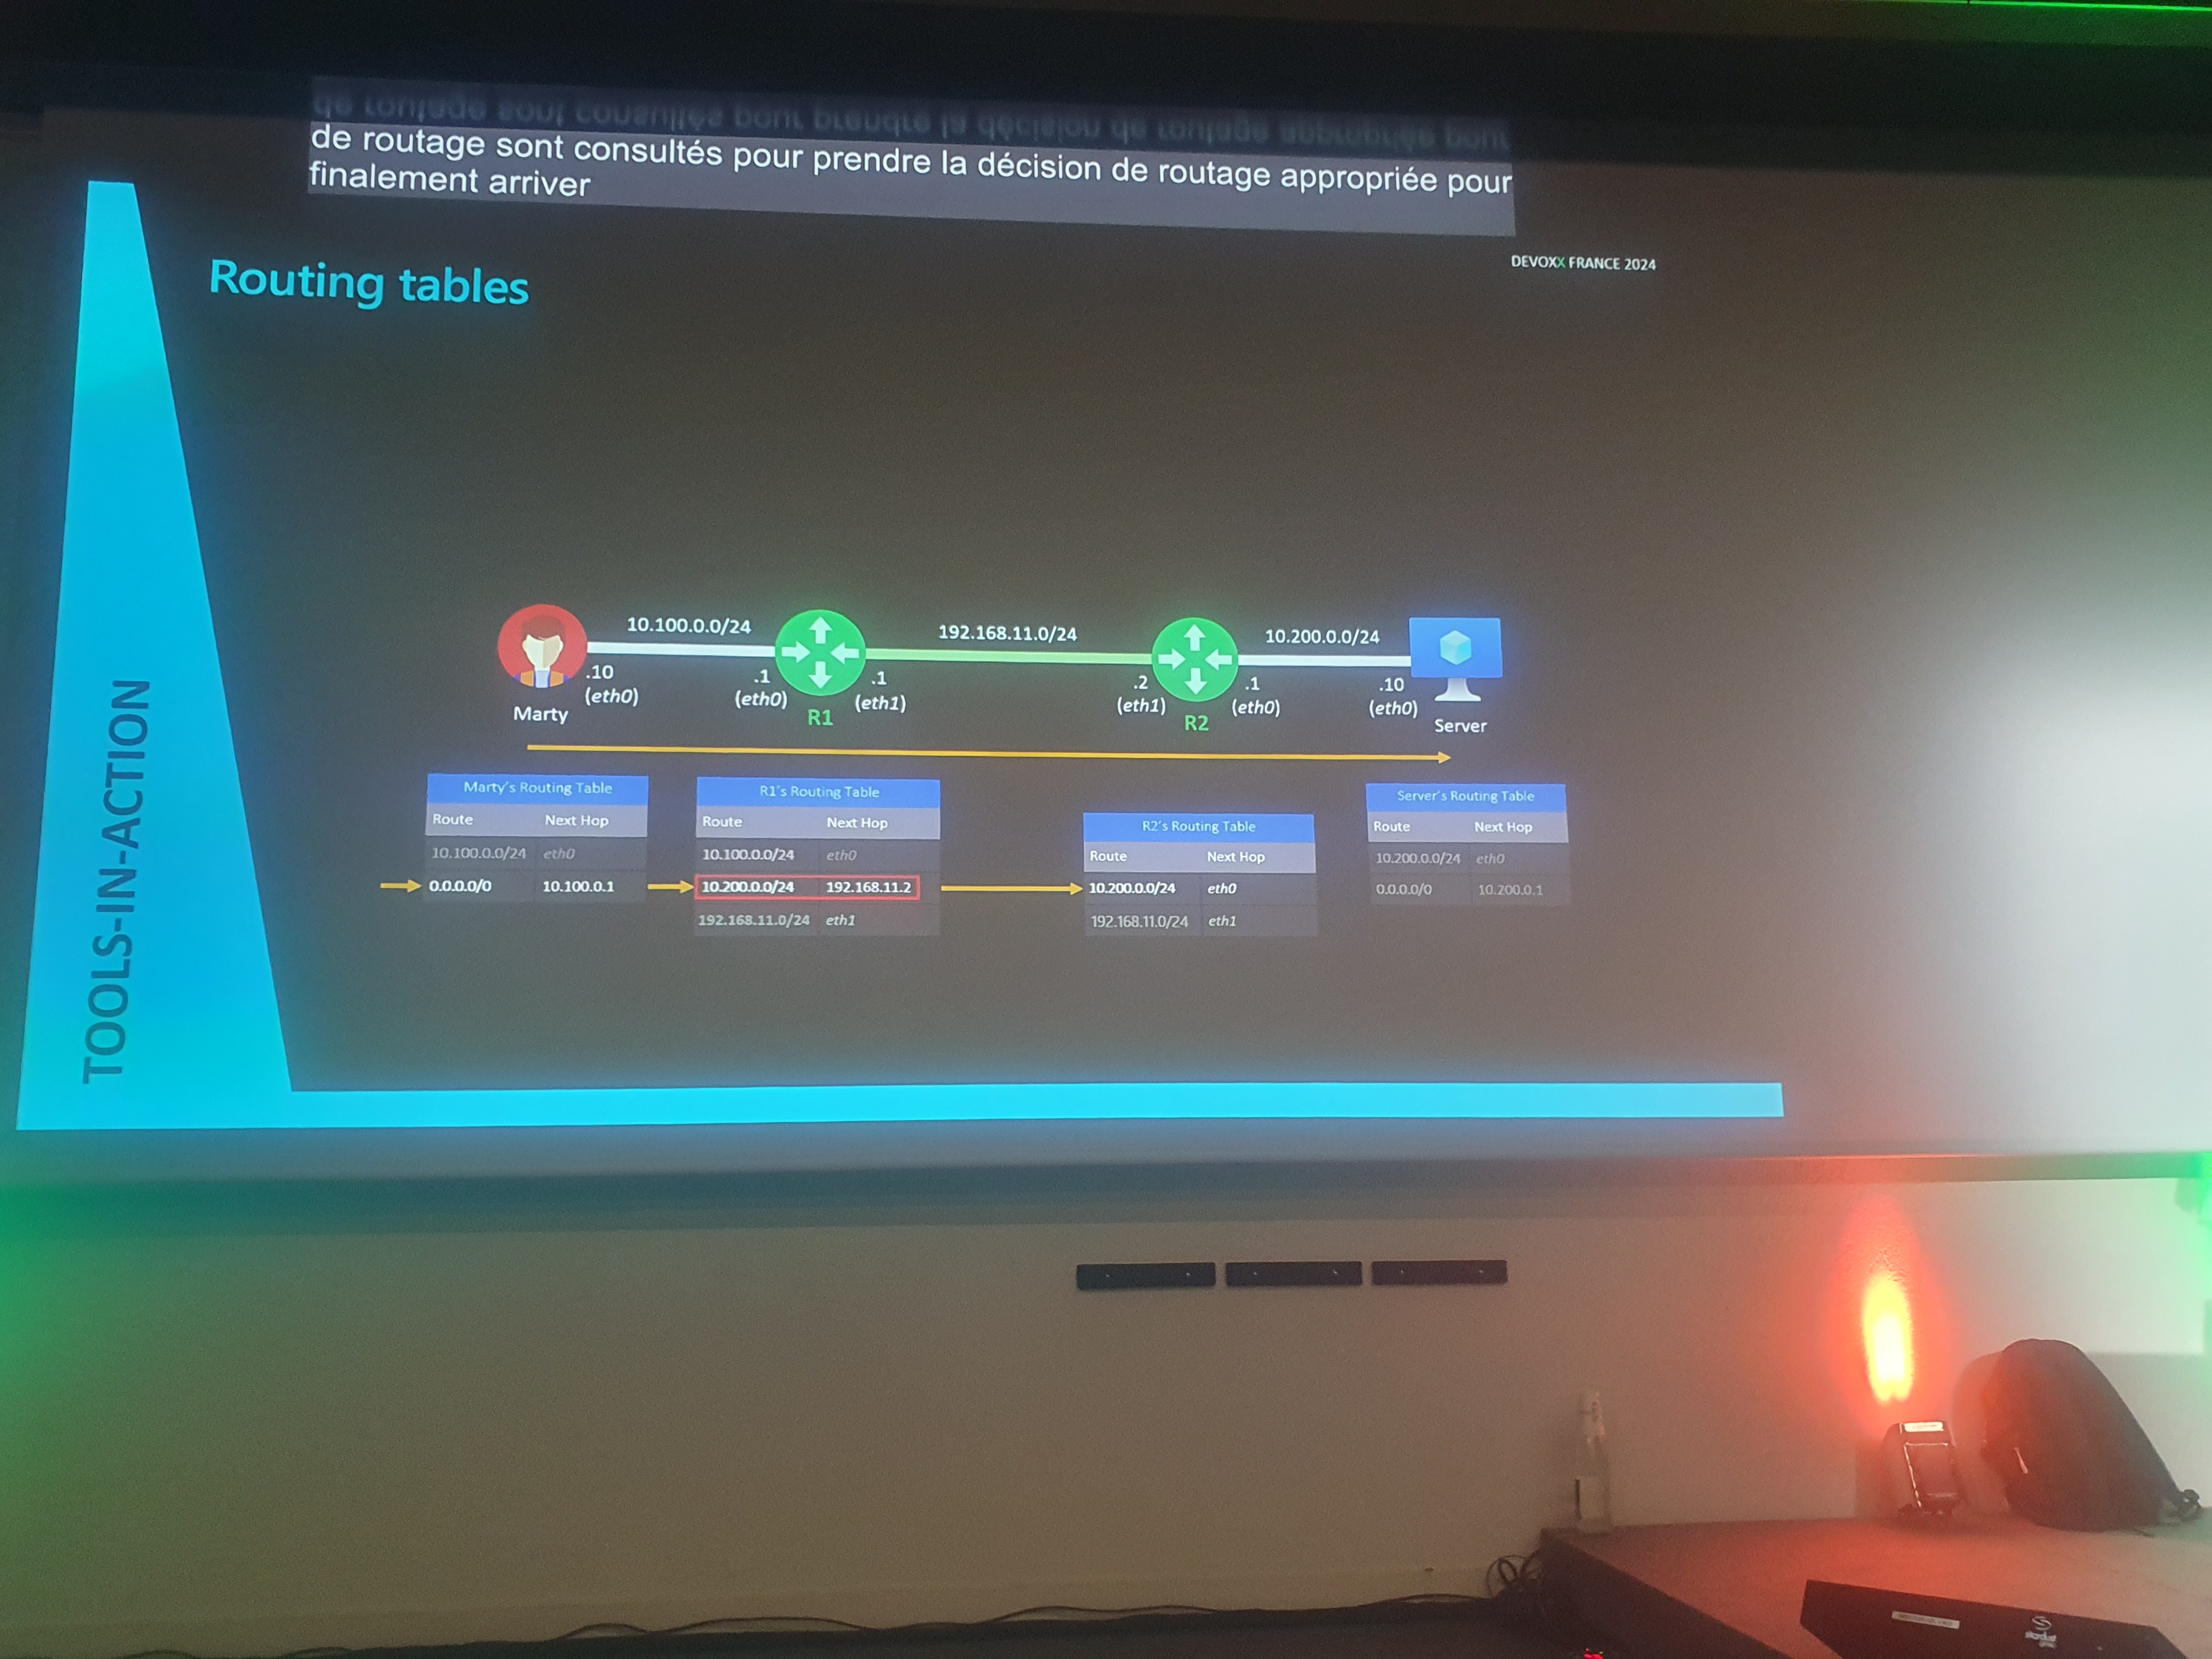 de routage sont consultés pour prendre la décision de routage appropriée pour
finalement arriver
DEVOXX FRANCE 2024
Routing tables
TOOLS-IN-ACTION
10.100.0.0/24
192.168.11.0/24
10.200.0.0/24
.10
(eth0)
.1
(eth0)
.1
(eth1)
.2
(eth1)
.1
(eth0)
.10
(eth0)
Marty
R1
R2
Server
Marty's Routing Table
Route Next Hop
10.100.0.0/24 eth0
0.0.0.0/0 10.100.0.1
R1's Routing Table
Route Next Hop
10.100.0.0/24 eth0
10.200.0.0/24 192.168.11.2
192.168.11.0/24 eth1
R2's Routing Table
Route Next Hop
10.200.0.0/24 eth0
192.168.11.0/24 eth1
Server's Routing Table
Route Next Hop
10.200.0.0/24 eth0
0.0.0.0/0 10.200.0.1